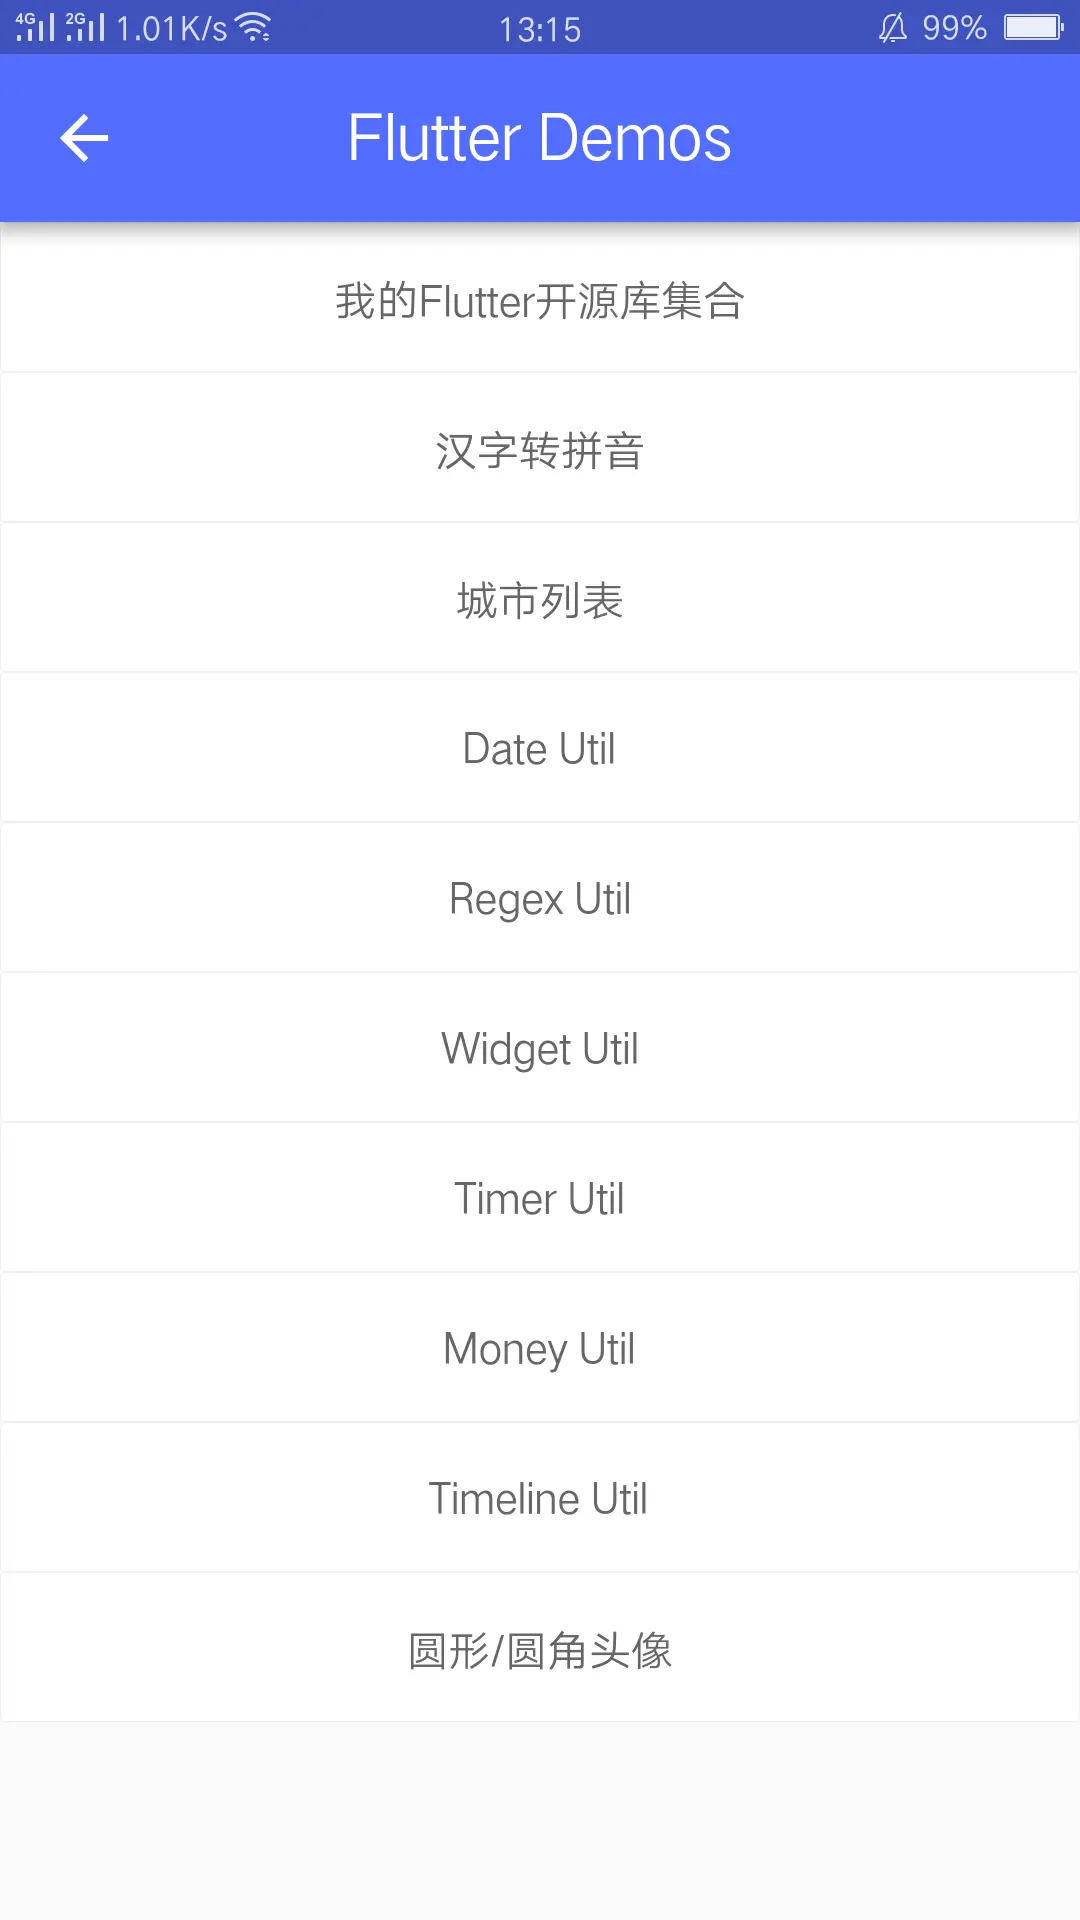 4G 2G 1.01K/s 13:15 99%
Flutter Demos
我的Flutter开源库集合
汉字转拼音
城市列表
Date Util
Regex Util
Widget Util
Timer Util
Money Util
Timeline Util
圆形/圆角头像